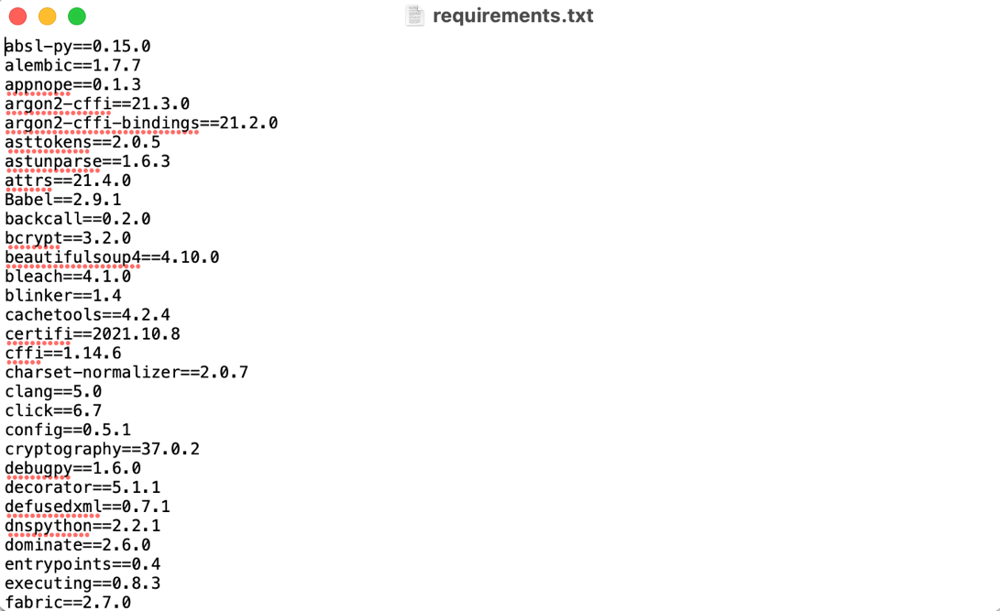 requirements.txt
absl-py==0.15.0
alembic==1.7.7
appnope==0.1.3
argon2-cffi==21.3.0
argon2-cffi-bindings==21.2.0
asttokens==2.0.5
astunparse==1.6.3
attrs==21.4.0
Babel==2.9.1
backcall==0.2.0
bcrypt==3.2.0
beautifulsoup4==4.10.0
bleach==4.1.0
blinker==1.4
cachetools==4.2.4
certifi==2021.10.8
cffi==1.14.6
charset-normalizer==2.0.7
clang==5.0
click==6.7
config==0.5.1
cryptography==37.0.2
debugpy==1.6.0
decorator==5.1.1
defusedxml==0.7.1
dnspython==2.2.1
dominate==2.6.0
entrypoints==0.4
executing==0.8.3
fabric==2.7.0